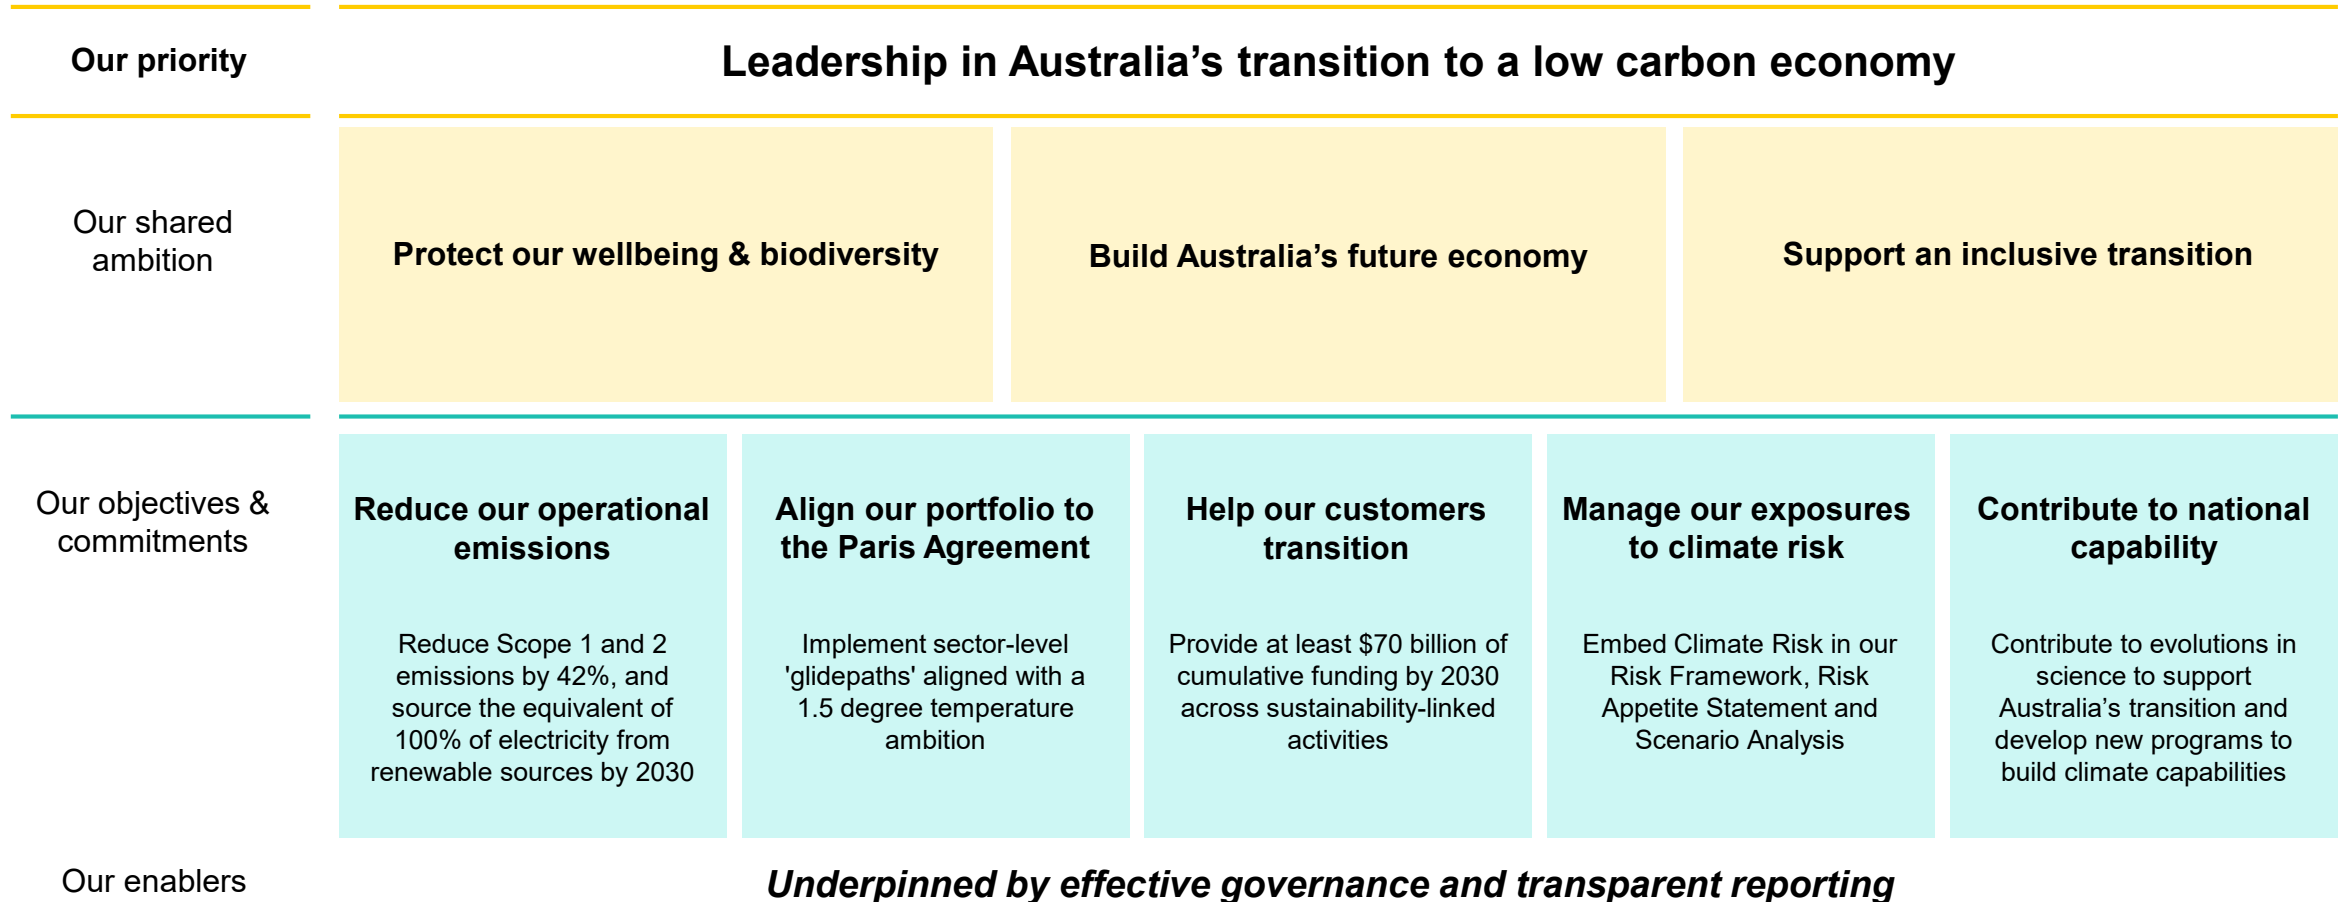 Our priority
Leadership in Australia’s transition to a low carbon economy
Our shared
ambition
Protect our wellbeing & biodiversity
Build Australia’s future economy
Support an inclusive transition
Our objectives &
commitments
Reduce our operational
emissions
Reduce Scope 1 and 2
emissions by 42%, and
source the equivalent of
100% of electricity from
renewable sources by 2030
Align our portfolio to
the Paris Agreement
Implement sector-level
'glidepaths' aligned with a
1.5 degree temperature
ambition
Help our customers
transition
Provide at least $70 billion of
cumulative funding by 2030
across sustainability-linked
activities
Manage our exposures
to climate risk
Embed Climate Risk in our
Risk Framework, Risk
Appetite Statement and
Scenario Analysis
Contribute to national
capability
Contribute to evolutions in
science to support
Australia’s transition and
develop new programs to
build climate capabilities
Our enablers
Underpinned by effective governance and transparent reporting